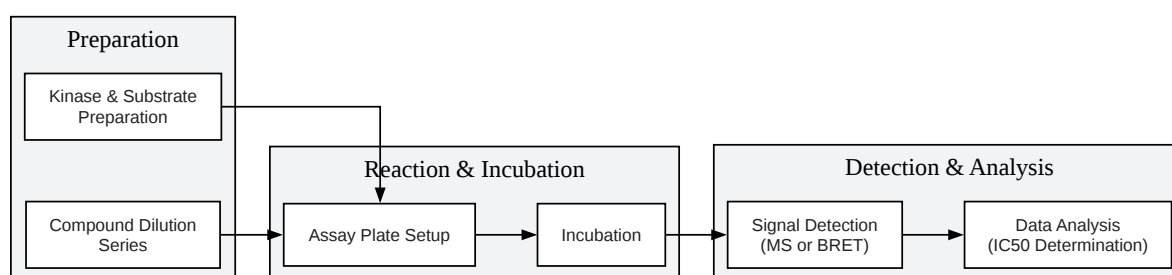 Preparation
Kinase & Substrate
Preparation
Compound Dilution
Series
Reaction & Incubation
Assay Plate Setup
Incubation
Detection & Analysis
Signal Detection
(MS or BRET)
Data Analysis
(IC50 Determination)